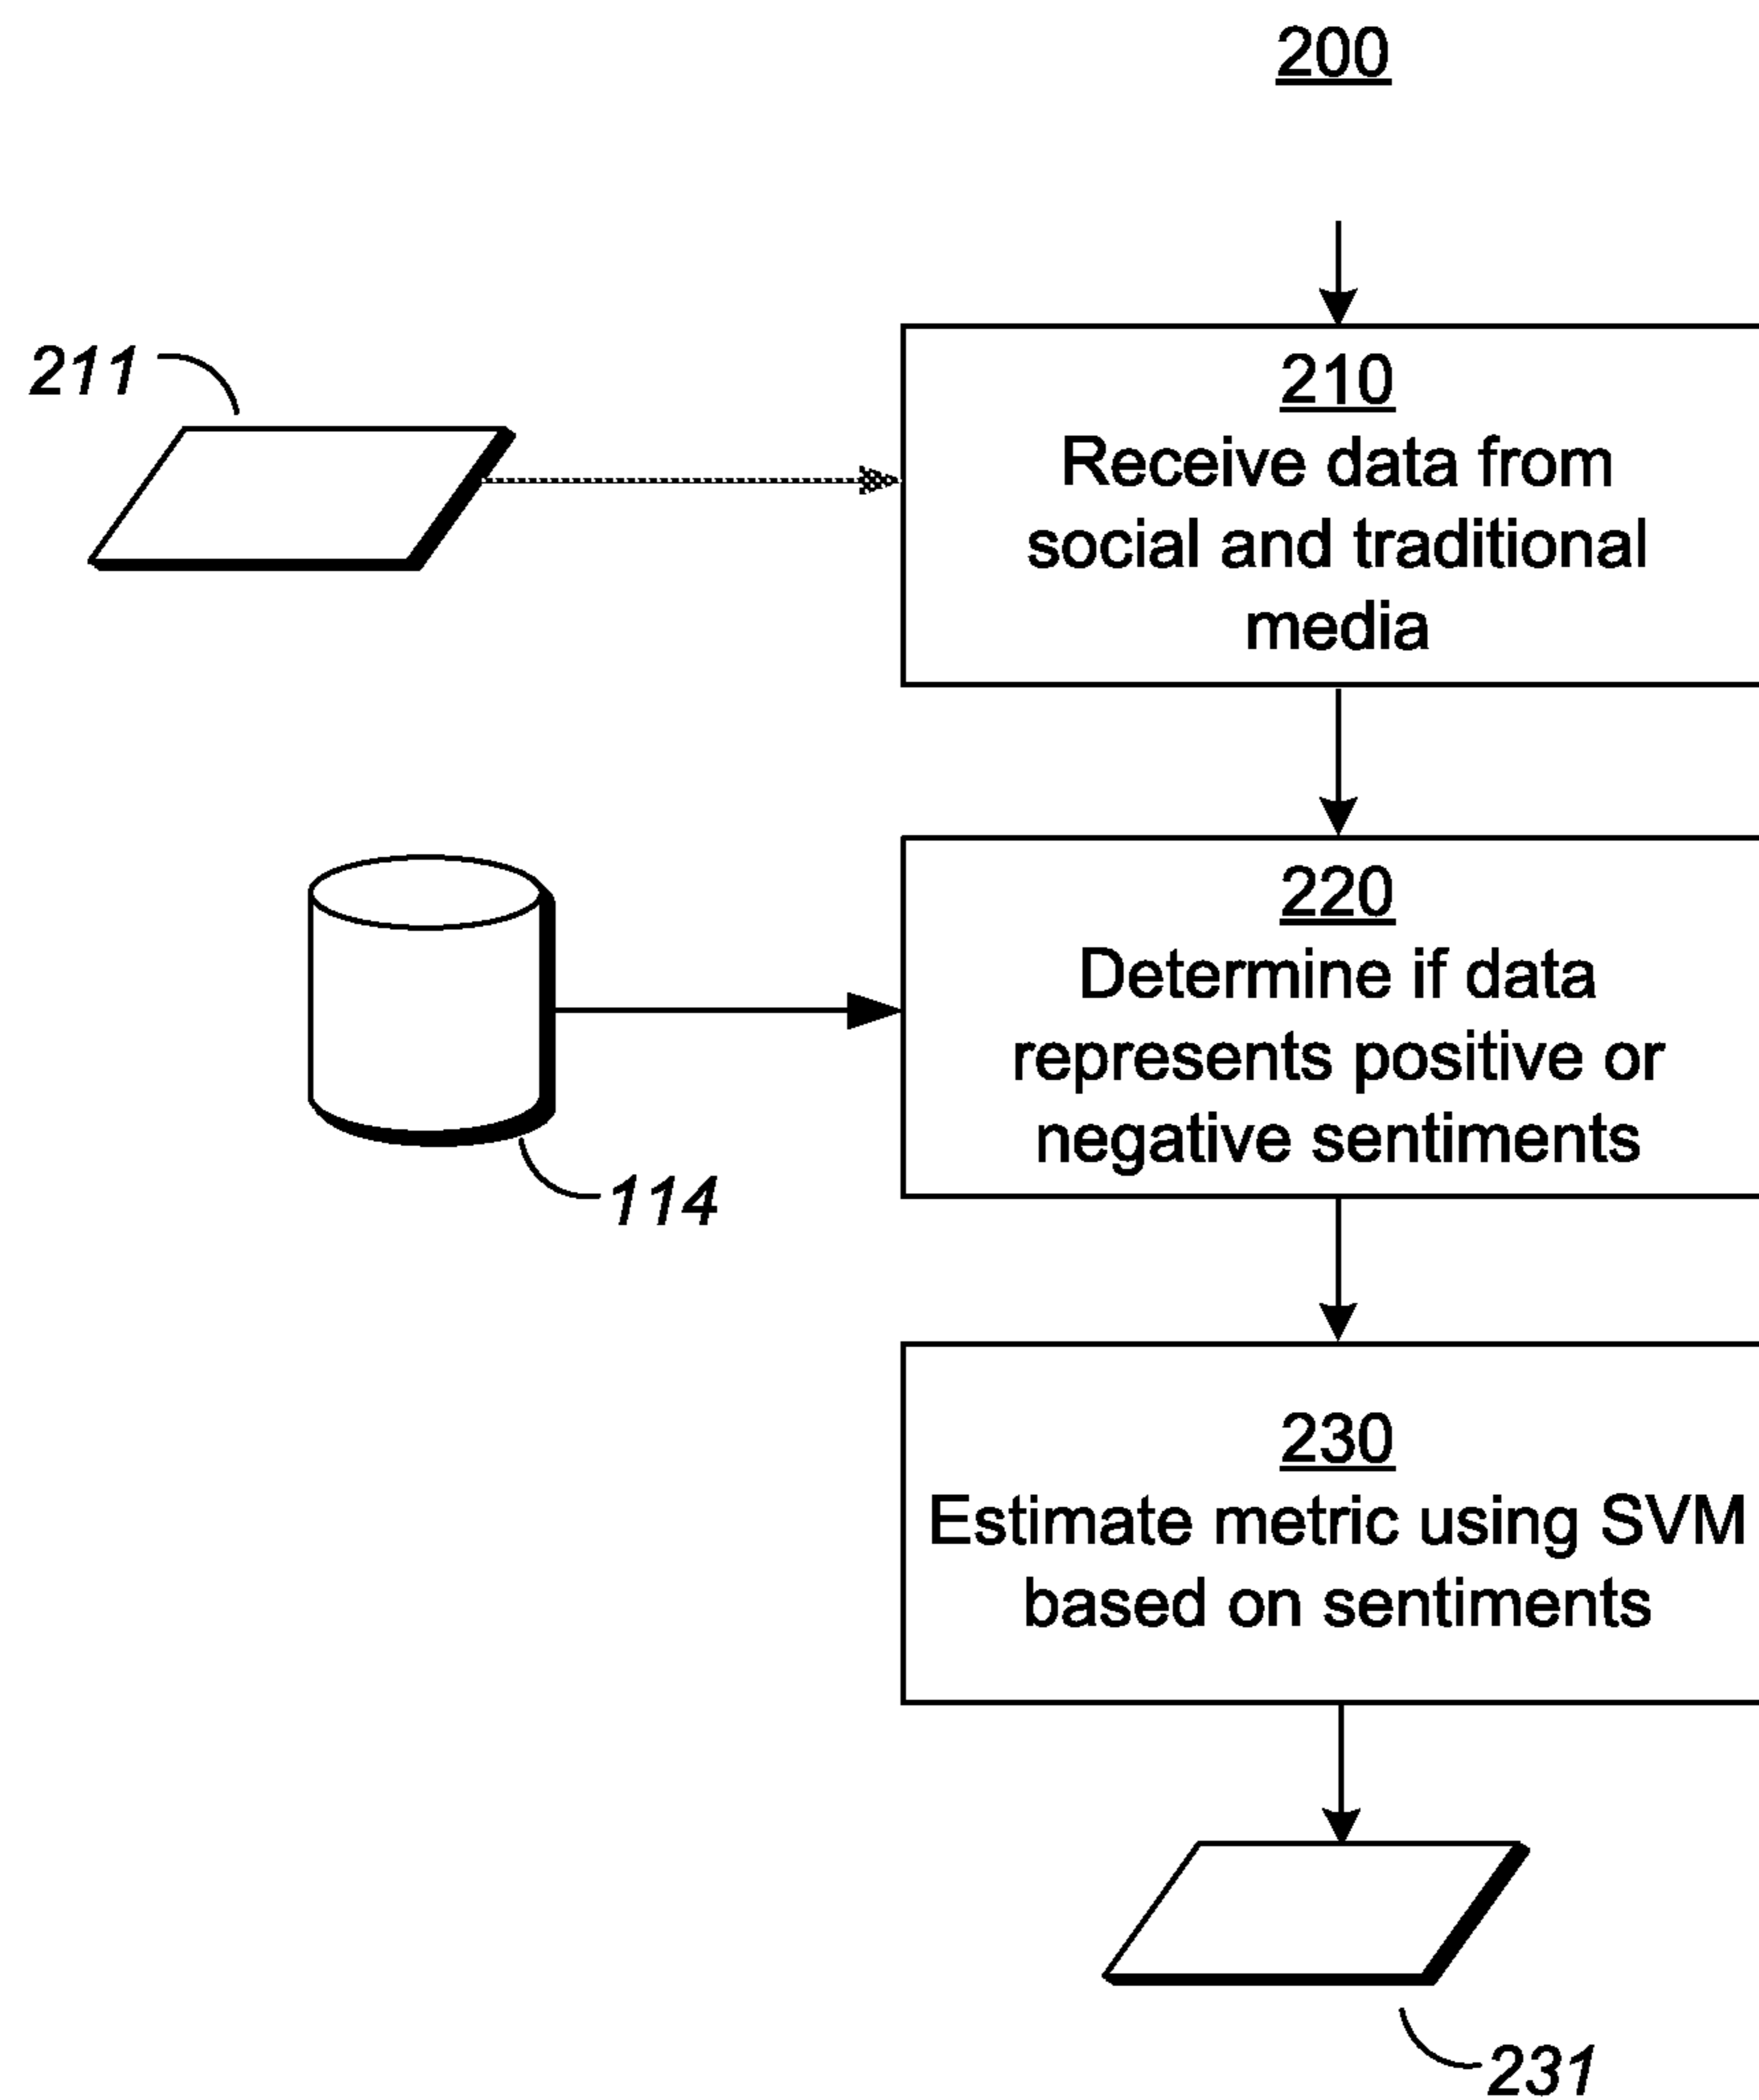 200
211
210
Receive data from
social and traditional
media
220
Determine if data
represents positive or
negative sentiments
114
230
Estimate metric using SVM
based on sentiments
231